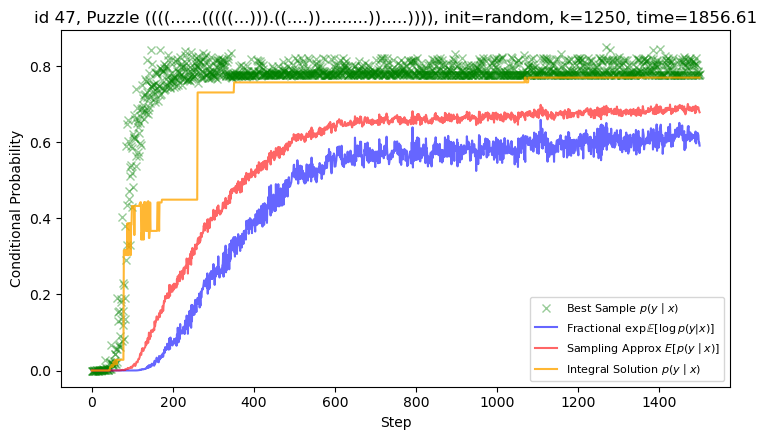 id 47, Puzzle ((((......(((((...))).((....)).........)).....)))), init=random, k=1250, time=1856.61
Conditional Probability
0.8
0.6
0.4
0.2
0.0
Best Sample p(y | x)
Fractional exp 𝔼[log p(y|x)]
Sampling Approx E[p(y | x)]
Integral Solution p(y | x)
0 200 400 600 800 1000 1200 1400
Step